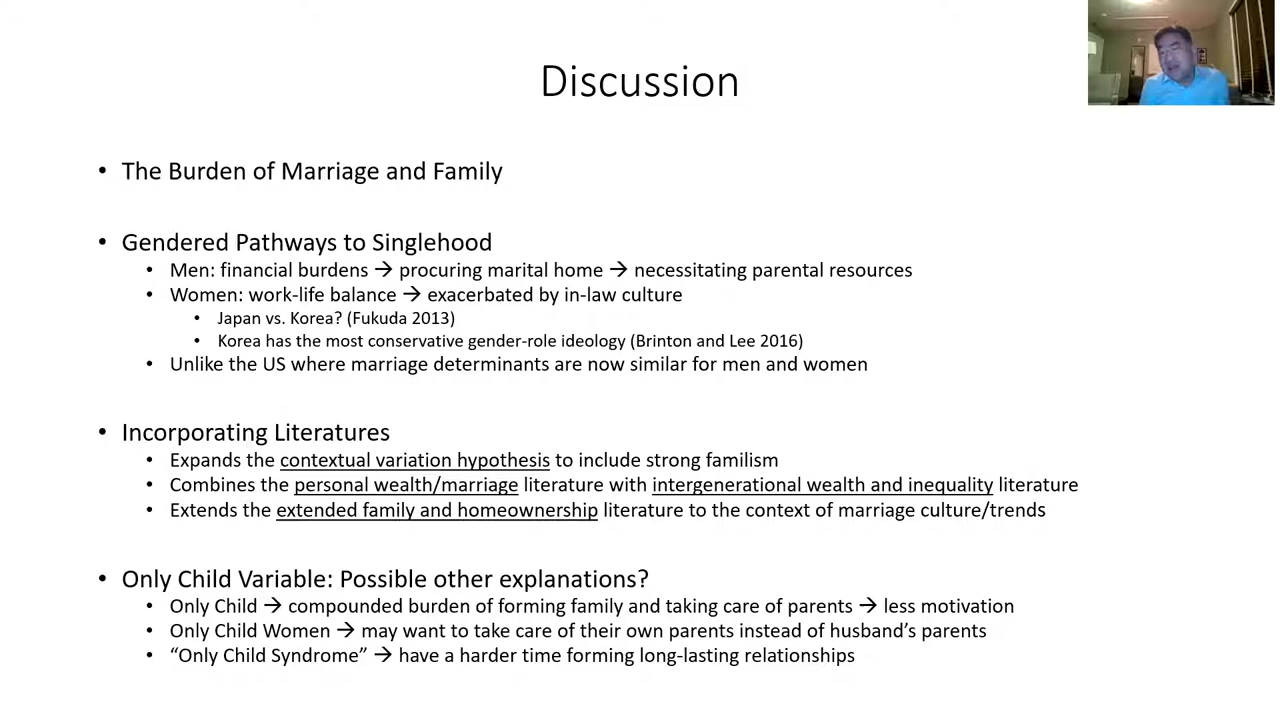 Discussion
• The Burden of Marriage and Family
• Gendered Pathways to Singlehood
• Men: financial burdens → procuring marital home → necessitating parental resources
• Women: work-life balance → exacerbated by in-law culture
• Japan vs. Korea? (Fukuda 2013)
• Korea has the most conservative gender-role ideology (Brinton and Lee 2016)
• Unlike the US where marriage determinants are now similar for men and women
• Incorporating Literatures
• Expands the contextual variation hypothesis to include strong familism
• Combines the personal wealth/marriage literature with intergenerational wealth and inequality literature
• Extends the extended family and homeownership literature to the context of marriage culture/trends
• Only Child Variable: Possible other explanations?
• Only Child → compounded burden of forming family and taking care of parents → less motivation
• Only Child Women → may want to take care of their own parents instead of husband's parents
• “Only Child Syndrome” → have a harder time forming long-lasting relationships